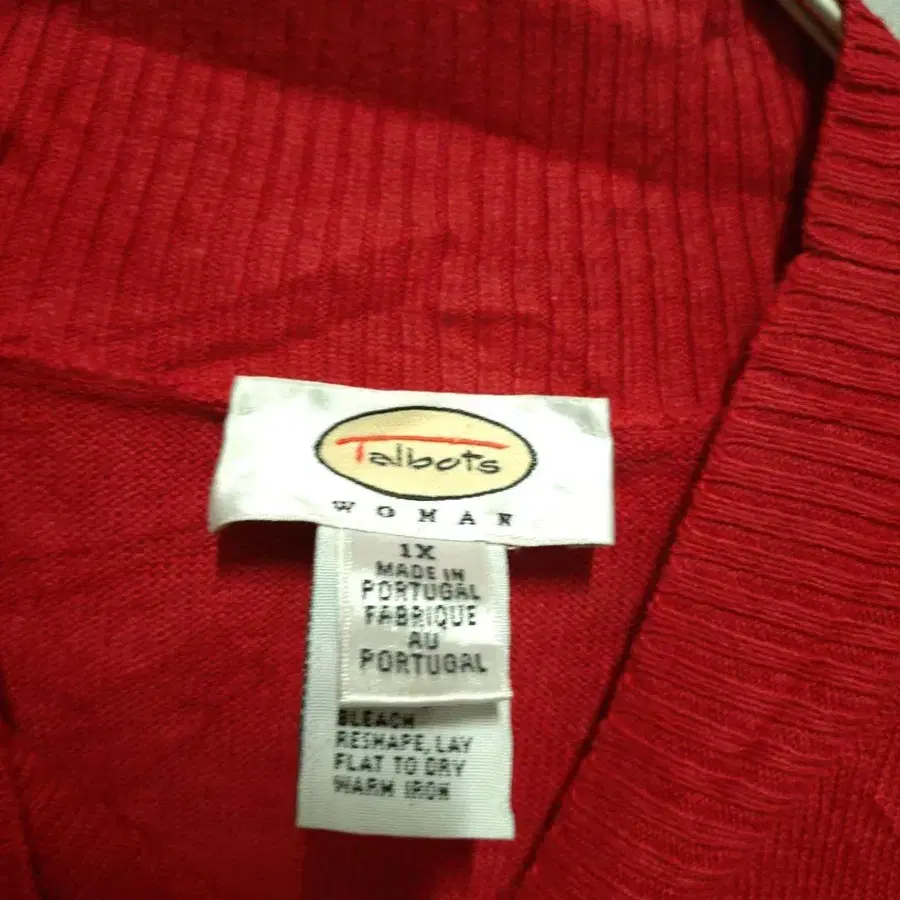 Talbots
WOMAN
1X
MADE IN
PORTUGAL
FABRIQUE
AU
PORTUGAL
BLEACH
RESHAPE, LAY
FLAT TO DRY
WARM IRON